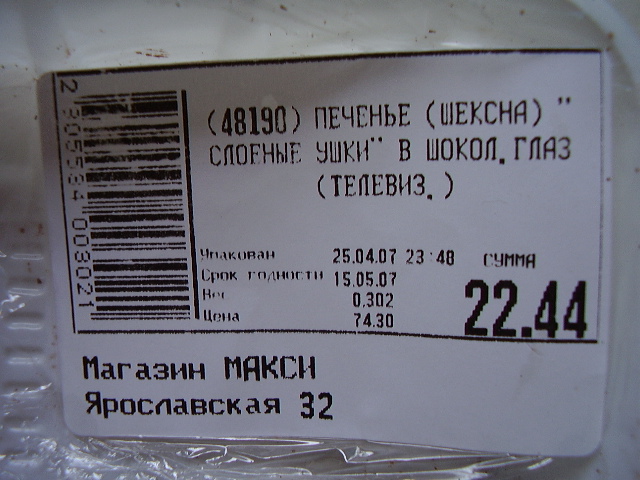 2 305534 003021
(48190) ПЕЧЕНЬЕ (ШЕКСНА) "
СЛОЕНЫЕ УШКИ" В ШОКОЛ.ГЛАЗ
(ТЕЛЕВИЗ.)
Упакован 25.04.07 23:48 СУММА
Срок годности 15.05.07
Вес 0,302
Цена 74.30
22.44
Магазин МАКСИ
Ярославская 32